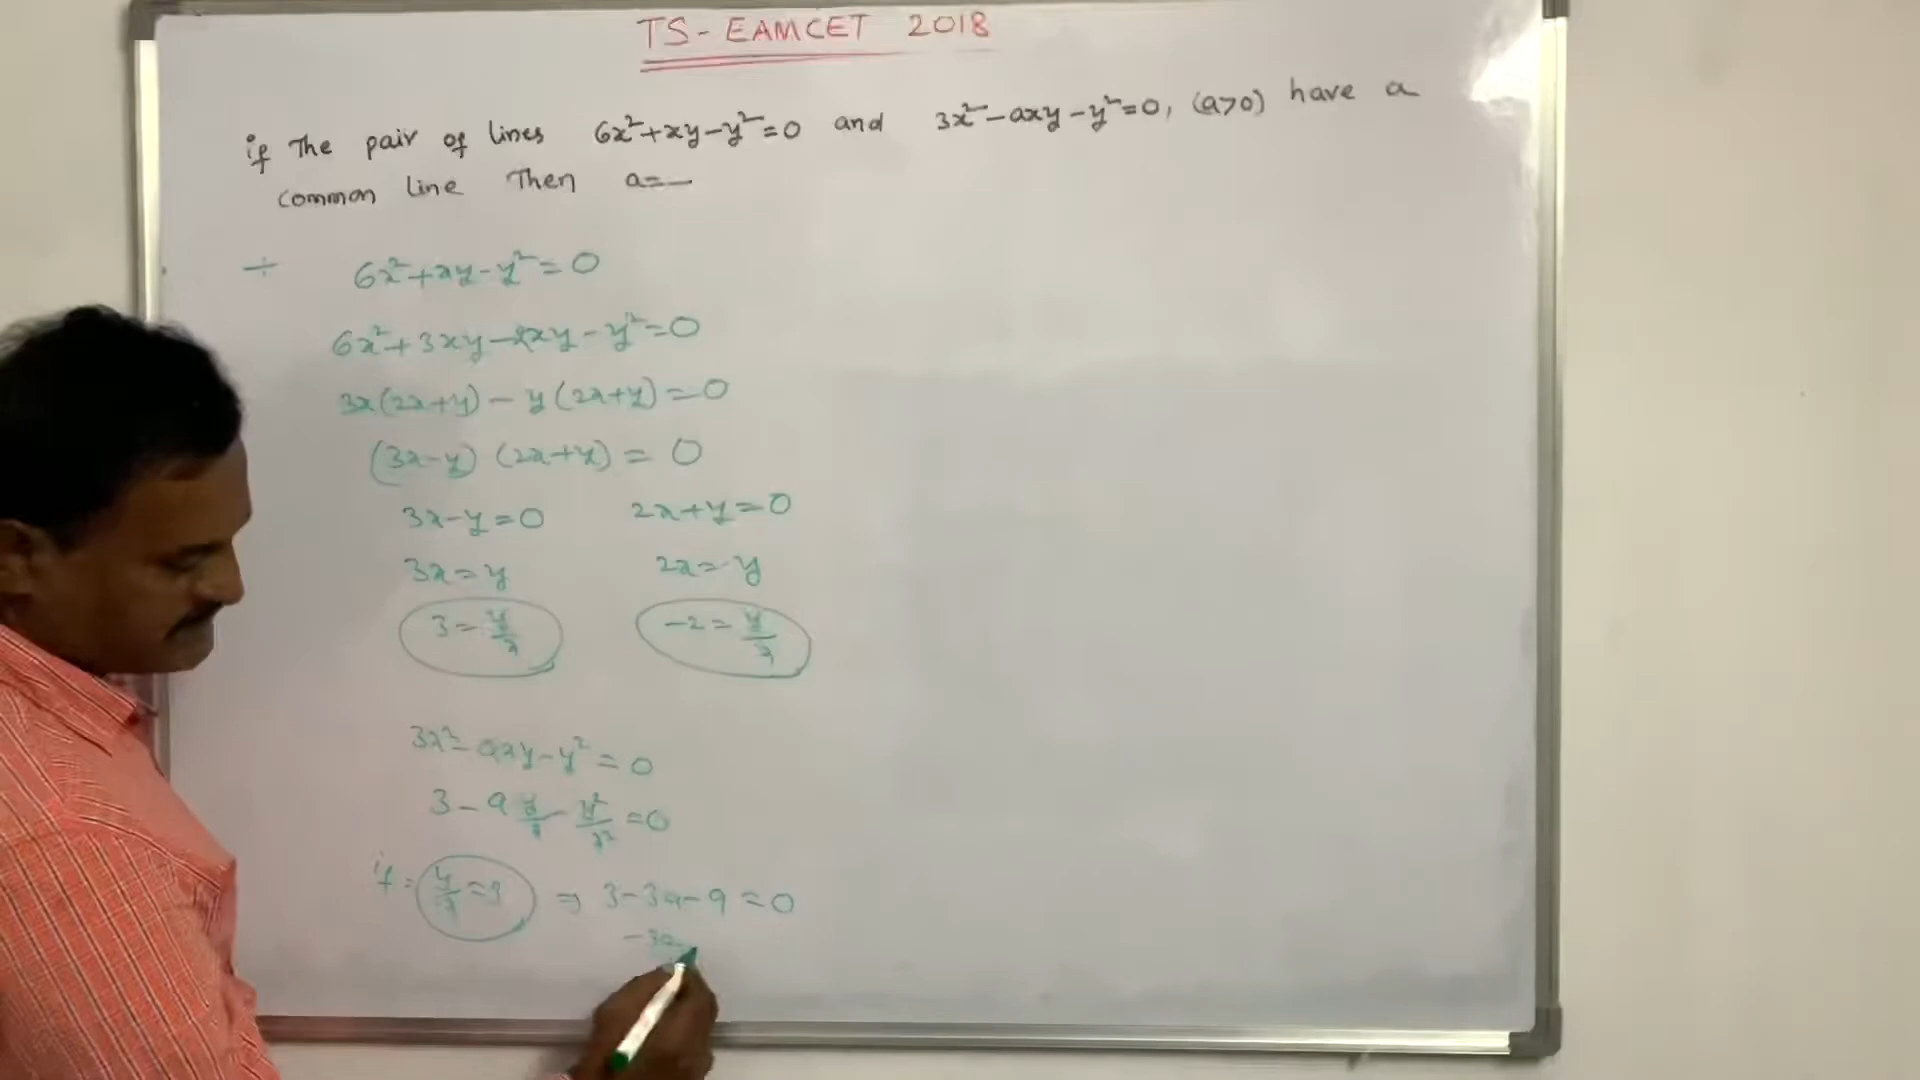 TS - EAMCET 2018
if The pair of lines 6x²+xy-y²=0 and 3x²-axy-y²=0, (a>0) have a
common line Then a=—
÷ 6x²+xy-y²=0
6x²+3xy-2xy-y²=0
3x(2x+y)-y(2x+y)=0
(3x-y) (2x+y) = 0
3x-y=0 2x+y=0
3x=y 2x=-y
3=y/x -2=y/x
3x²-axy-y²=0
3-a y/x - y²/x²=0
if y/x=3 ⇒ 3-3a-9=0
-3a